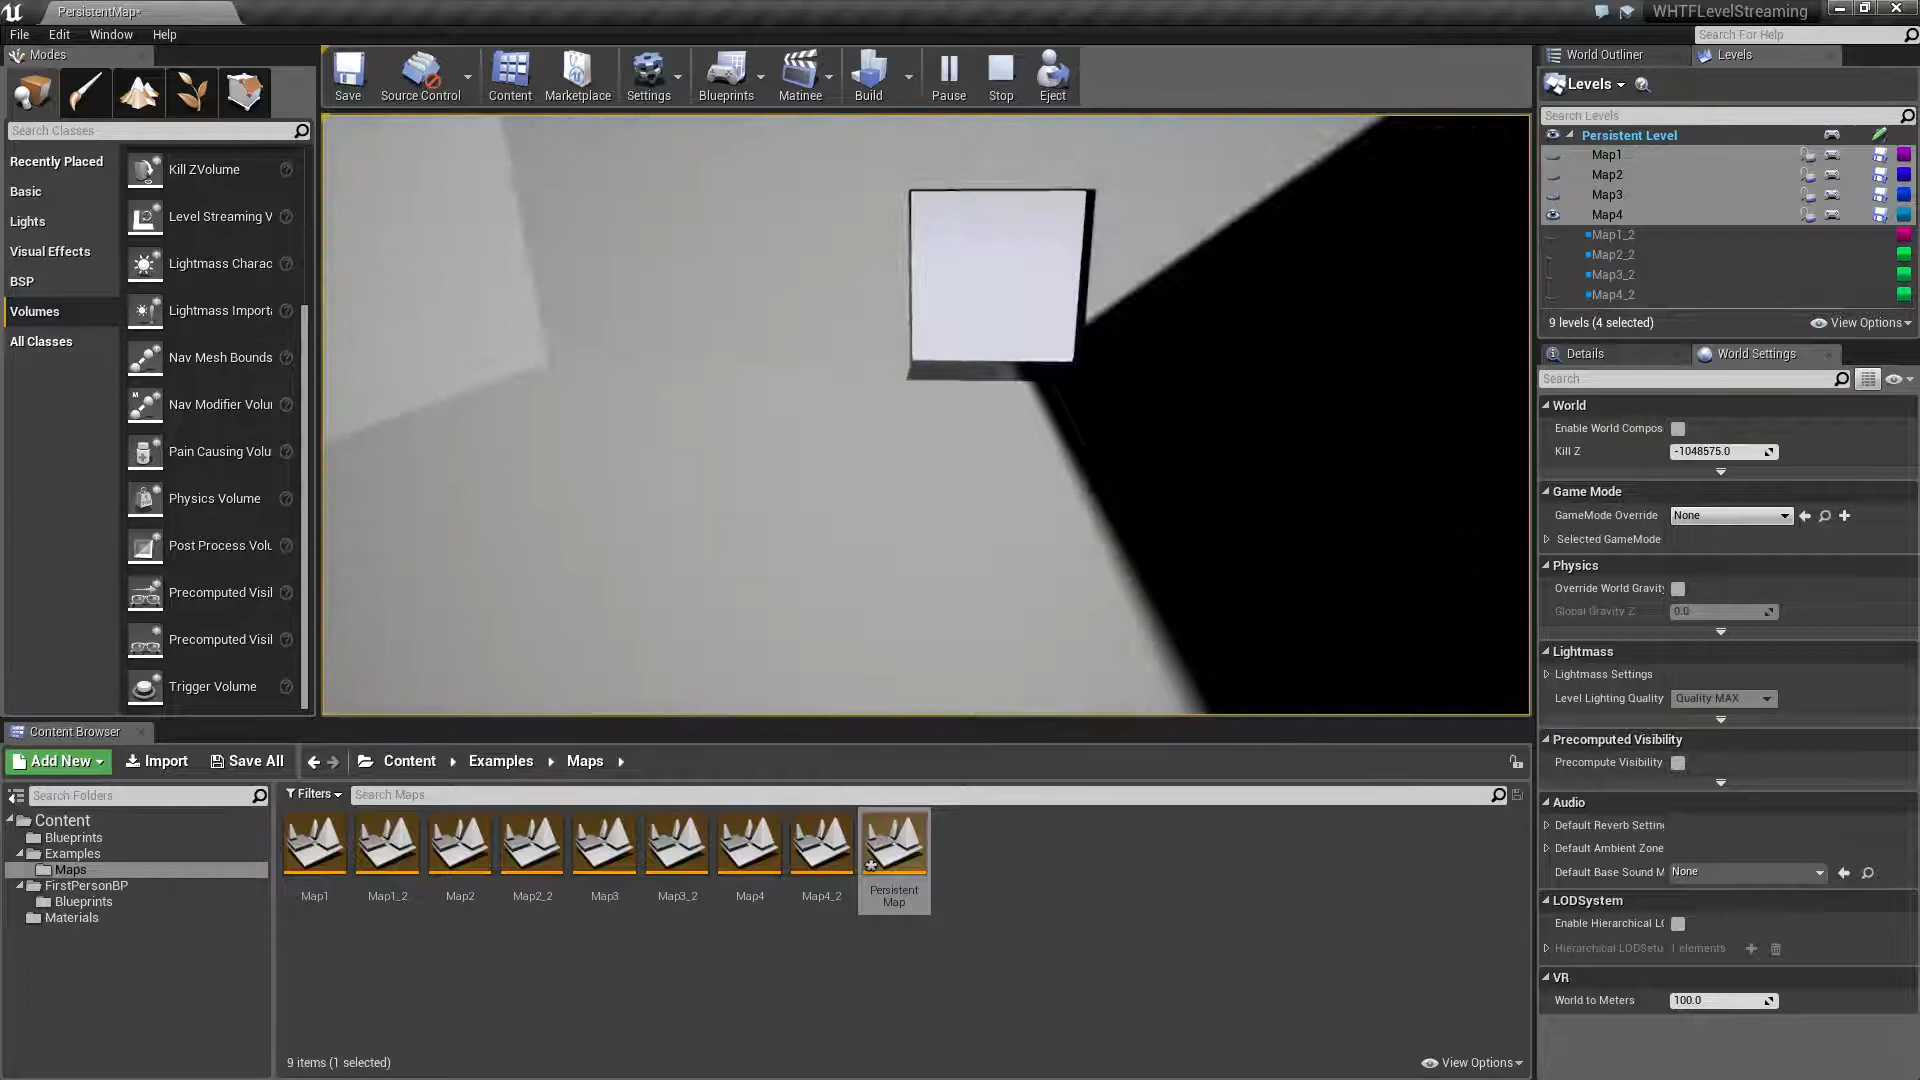 PersistentMap*
WHTFLevelStreaming
File Edit Window Help
Search For Help
Modes
Save
Source Control
Content
Marketplace
Settings
Blueprints
Matinee
Build
Pause
Stop
Eject
World Outliner
Levels
Levels
Search Levels
Persistent Level
Map1
Map2
Map3
Map4
Map1_2
Map2_2
Map3_2
Map4_2
9 levels (4 selected)
View Options
Search Classes
Recently Placed
Basic
Lights
Visual Effects
BSP
Volumes
All Classes
Kill ZVolume
Level Streaming V
Lightmass Charac
Lightmass Importa
Nav Mesh Bounds
Nav Modifier Volu
Pain Causing Volu
Physics Volume
Post Process Volu
Precomputed Visil
Precomputed Visil
Trigger Volume
Details
World Settings
Search
World
Enable World Compos
Kill Z
-1048575.0
Game Mode
GameMode Override
None
Selected GameMode
Physics
Override World Gravity
Global Gravity Z
0.0
Lightmass
Lightmass Settings
Level Lighting Quality
Quality MAX
Precomputed Visibility
Precompute Visibility
Audio
Default Reverb Settin
Default Ambient Zone
Default Base Sound M
None
LODSystem
Enable Hierarchical LO
Hierarchical LODSetu
1 elements
VR
World to Meters
100.0
Content Browser
Add New
Import
Save All
Content
Examples
Maps
Search Folders
Filters
Search Maps
Content
Blueprints
Examples
Maps
FirstPersonBP
Blueprints
Materials
Map1
Map1_2
Map2
Map2_2
Map3
Map3_2
Map4
Map4_2
Persistent
Map
9 items (1 selected)
View Options